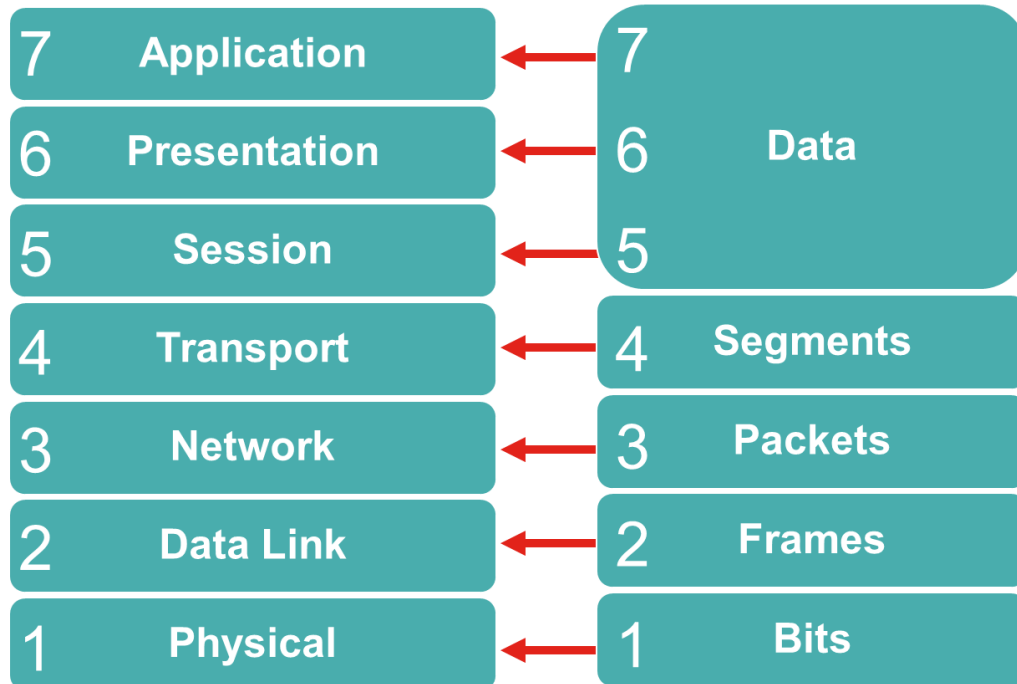 7 Application
6 Presentation
5 Session
4 Transport
3 Network
2 Data Link
1 Physical
7
6 Data
5
4 Segments
3 Packets
2 Frames
1 Bits